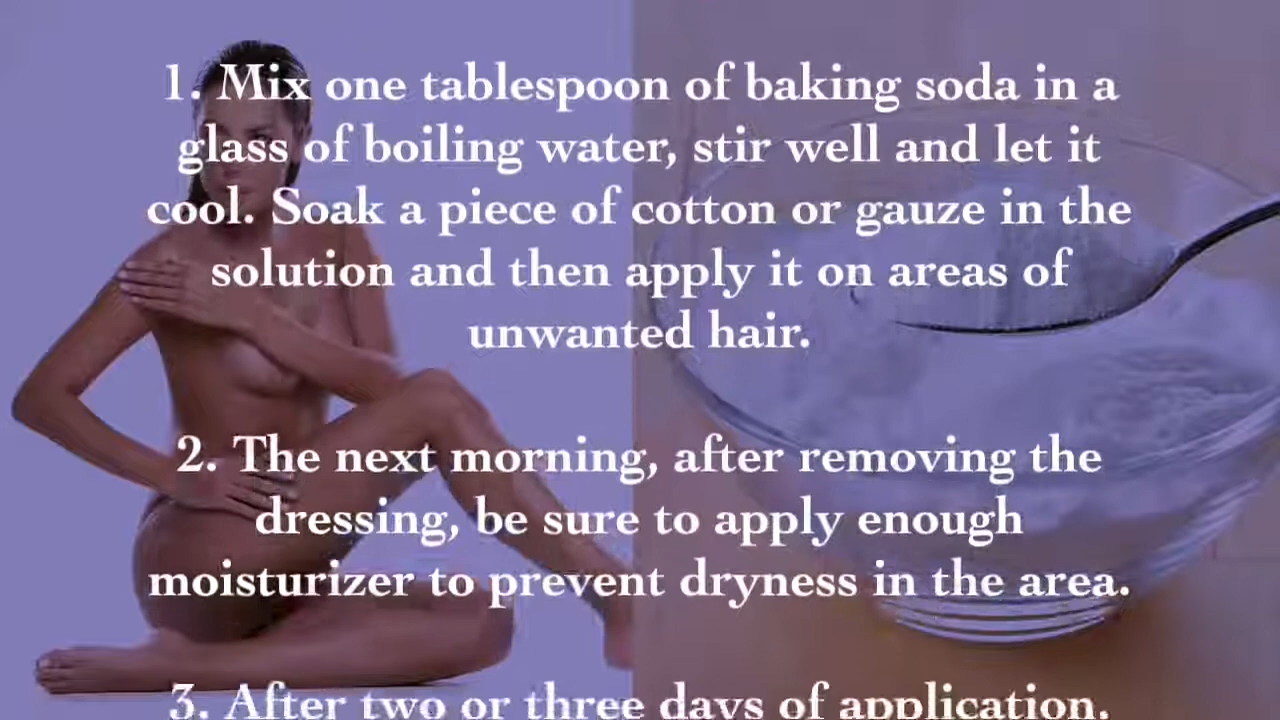 1. Mix one tablespoon of baking soda in a
glass of boiling water, stir well and let it
cool. Soak a piece of cotton or gauze in the
solution and then apply it on areas of
unwanted hair.
2. The next morning, after removing the
dressing, be sure to apply enough
moisturizer to prevent dryness in the area.
3. After two or three days of application,